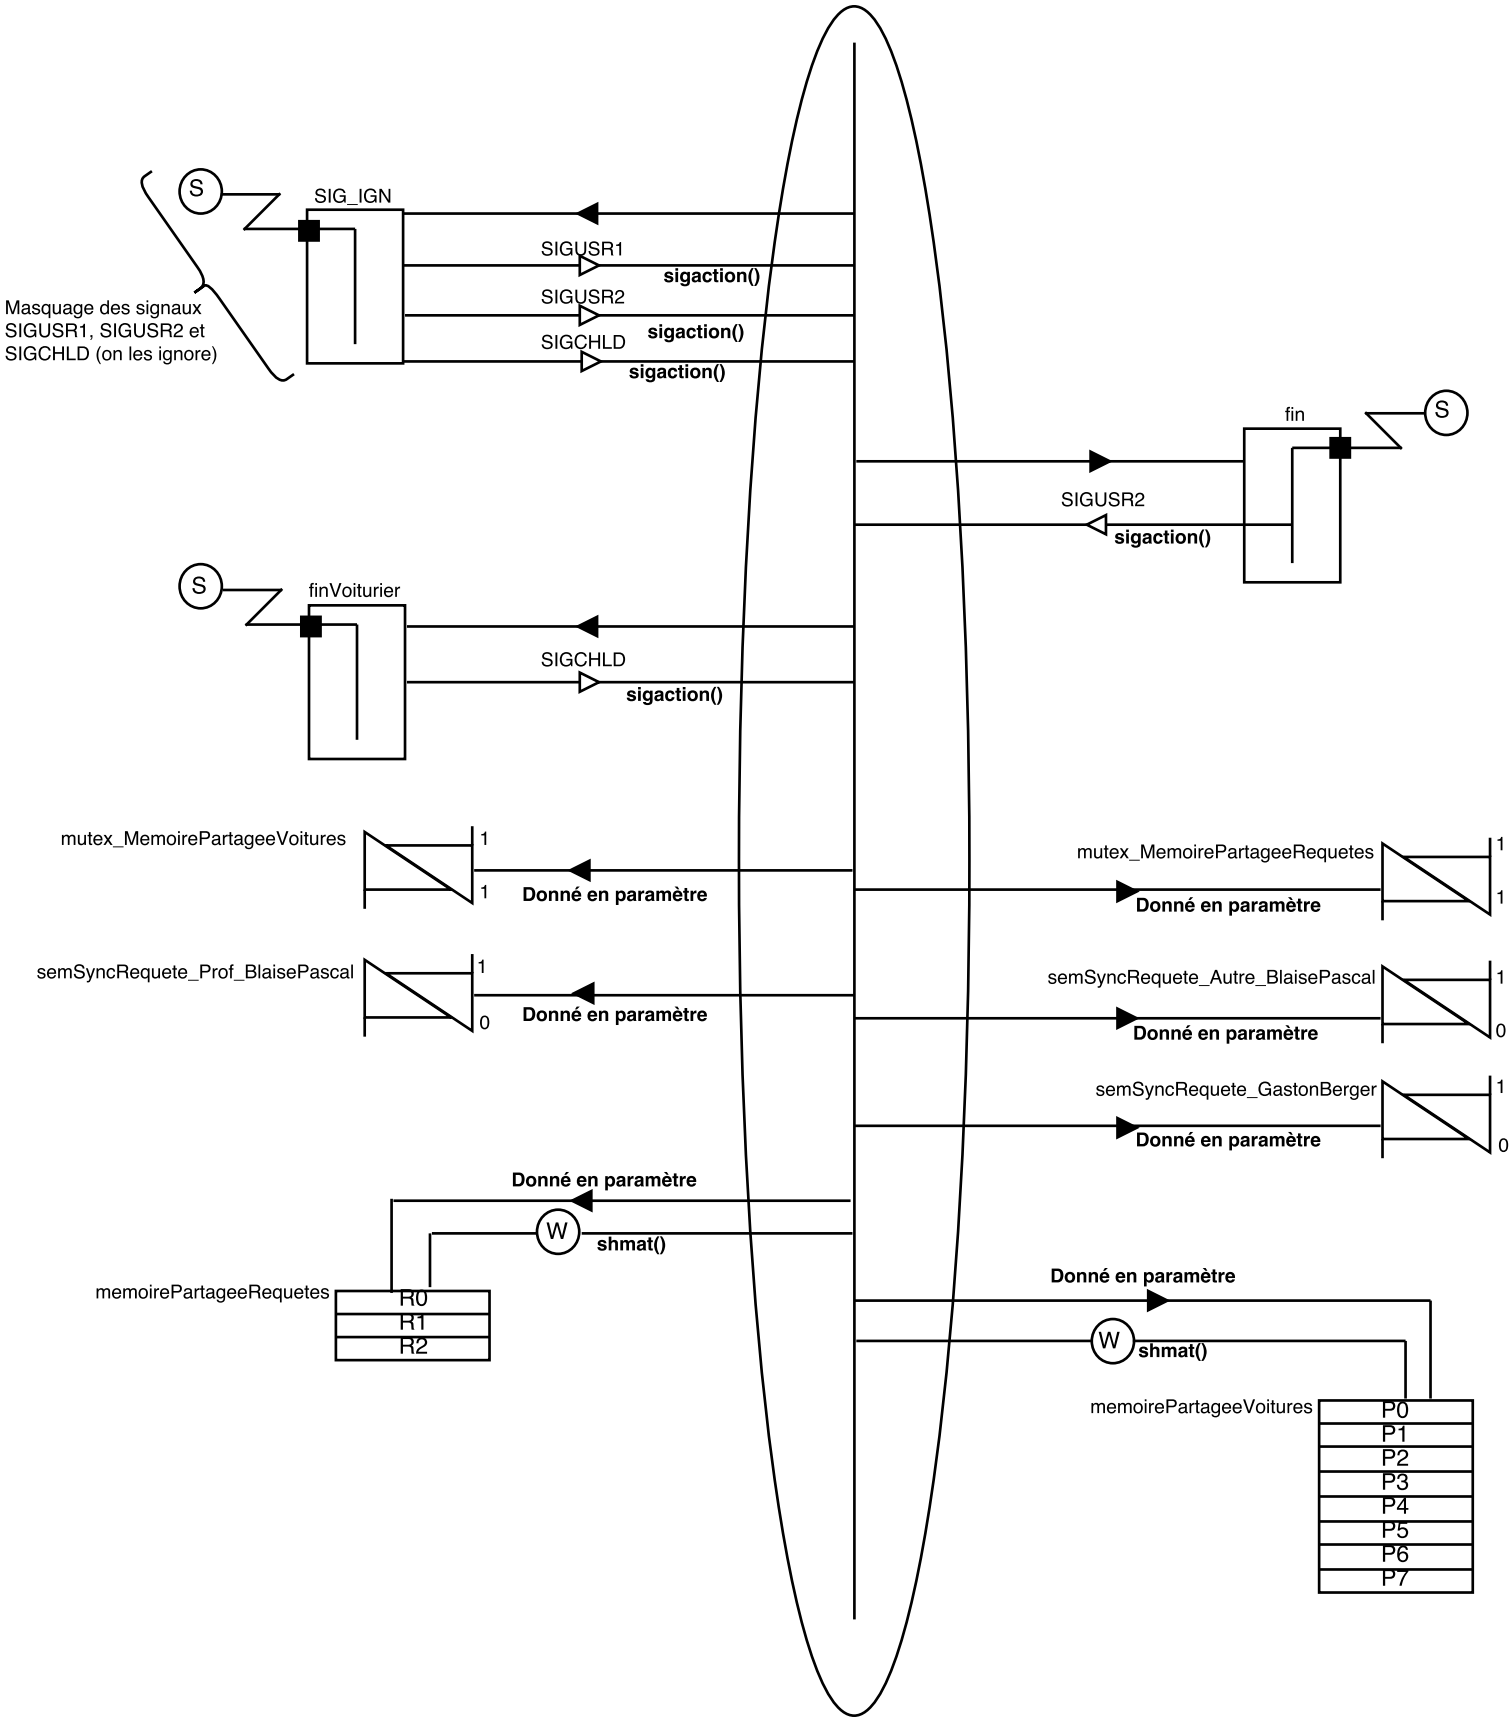 S
SIG_IGN
SIGUSR1
sigaction()
SIGUSR2
sigaction()
SIGCHLD
sigaction()
Masquage des signaux
SIGUSR1, SIGUSR2 et
SIGCHLD (on les ignore)
fin
S
SIGUSR2
sigaction()
S
finVoiturier
SIGCHLD
sigaction()
mutex_MemoirePartageeVoitures
1
1
Donné en paramètre
mutex_MemoirePartageeRequetes
1
1
Donné en paramètre
semSyncRequete_Prof_BlaisePascal
1
0
Donné en paramètre
semSyncRequete_Autre_BlaisePascal
1
0
Donné en paramètre
semSyncRequete_GastonBerger
1
0
Donné en paramètre
Donné en paramètre
W
shmat()
memoirePartageeRequetes
R0
R1
R2
Donné en paramètre
W
shmat()
memoirePartageeVoitures
P0
P1
P2
P3
P4
P5
P6
P7